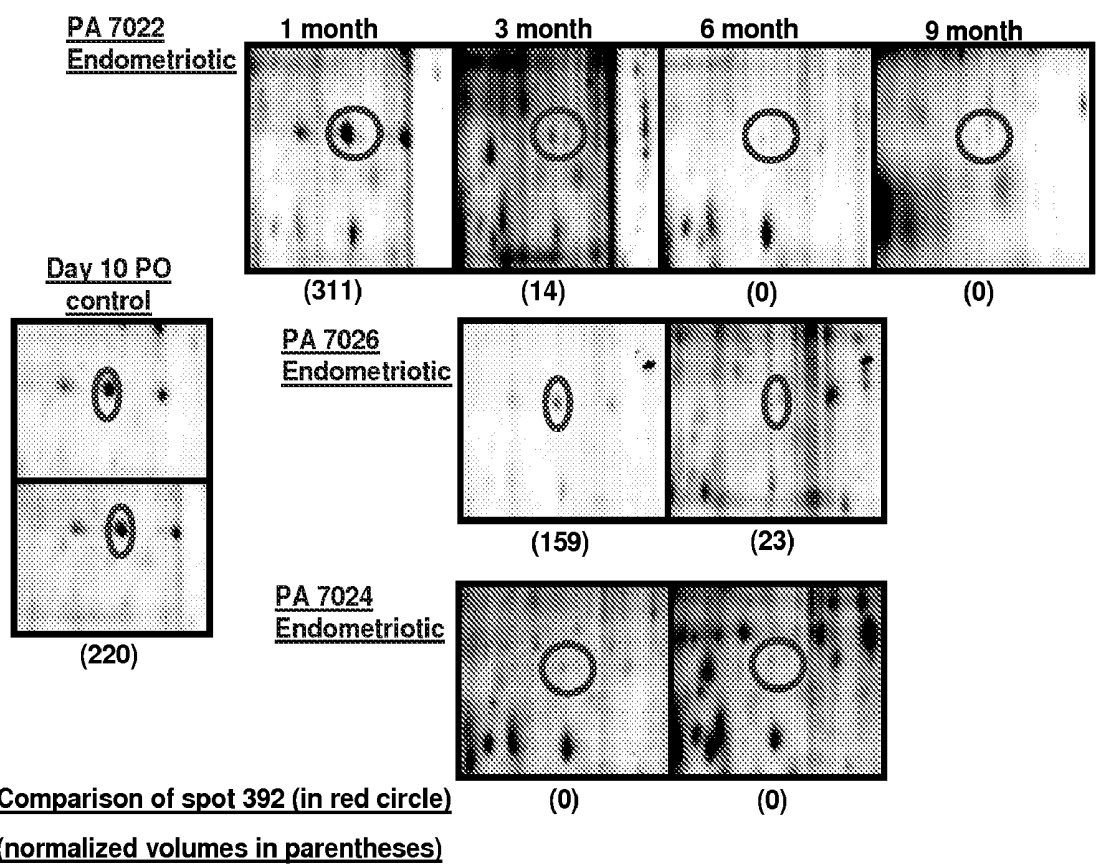 PA 7022
Endometriotic
1 month
3 month
6 month
9 month
(311)
(14)
(0)
(0)
Day 10 PO
control
(220)
PA 7026
Endometriotic
(159)
(23)
PA 7024
Endometriotic
(0)
(0)
Comparison of spot 392 (in red circle)
(normalized volumes in parentheses)